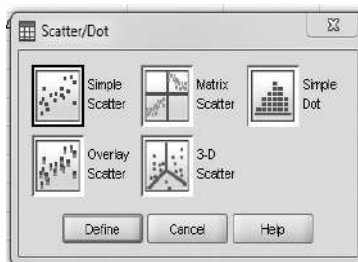 Scatter/Dot
Simple Scatter
Matrix Scatter
Simple Dot
Overlay Scatter
3-D Scatter
Define Cancel Help